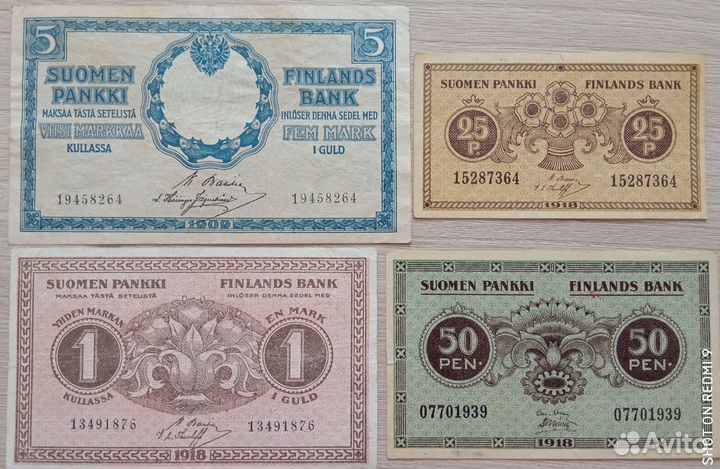 5
5
SUOMEN
PANKKI
MAKSAA TÄSTÄ SETELISTÄ
VIISI MARKKAA
KULLASSA
FINLANDS
BANK
INLÖSER DENNA SEDEL MED
FEM MARK
I GULD
19458264
19458264
1909
SUOMEN PANKKI
FINLANDS BANK
25
P
25
P
15287364
15287364
1918
SUOMEN PANKKI
FINLANDS BANK
MAKSAA TÄSTÄ SETELISTÄ
INLÖSER DENNA SEDEL MED
YHDEN MARKAN
1
KULLASSA
EN MARK
1
I GULD
13491876
13491876
1918
SUOMEN PANKKI
FINLANDS BANK
50
PEN.
50
PEN.
07701939
07701939
1918
SHOT ON REDMI 9
Avito